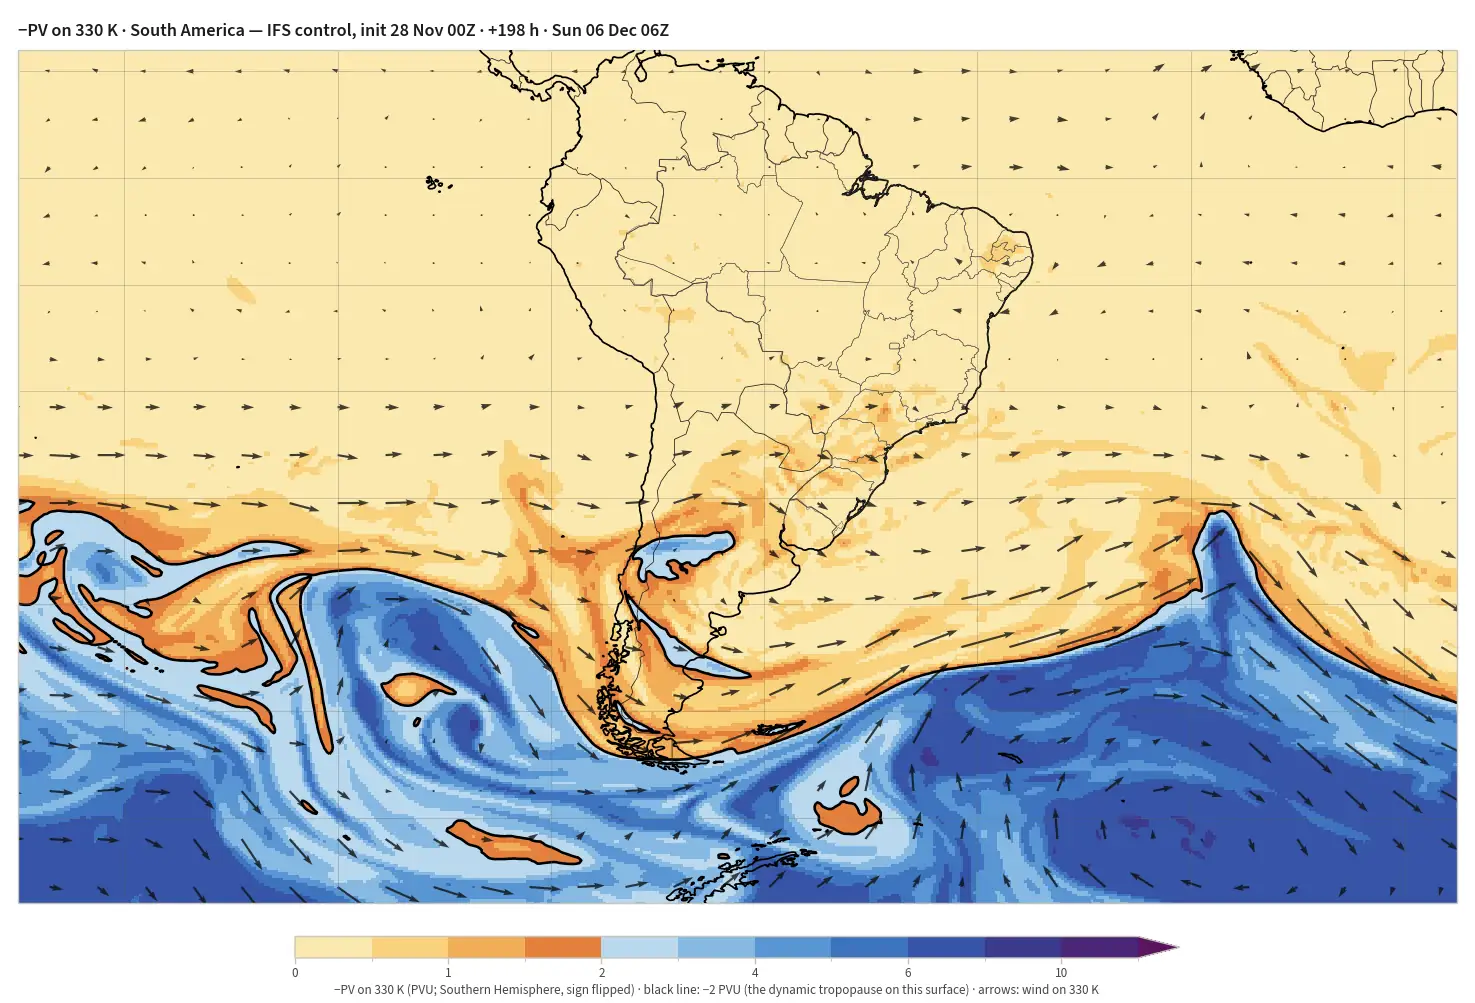 −PV on 330 K · South America — IFS control, init 28 Nov 00Z · +198 h · Sun 06 Dec 06Z
0 1 2 4 6 10
−PV on 330 K (PVU; Southern Hemisphere, sign flipped) · black line: −2 PVU (the dynamic tropopause on this surface) · arrows: wind on 330 K